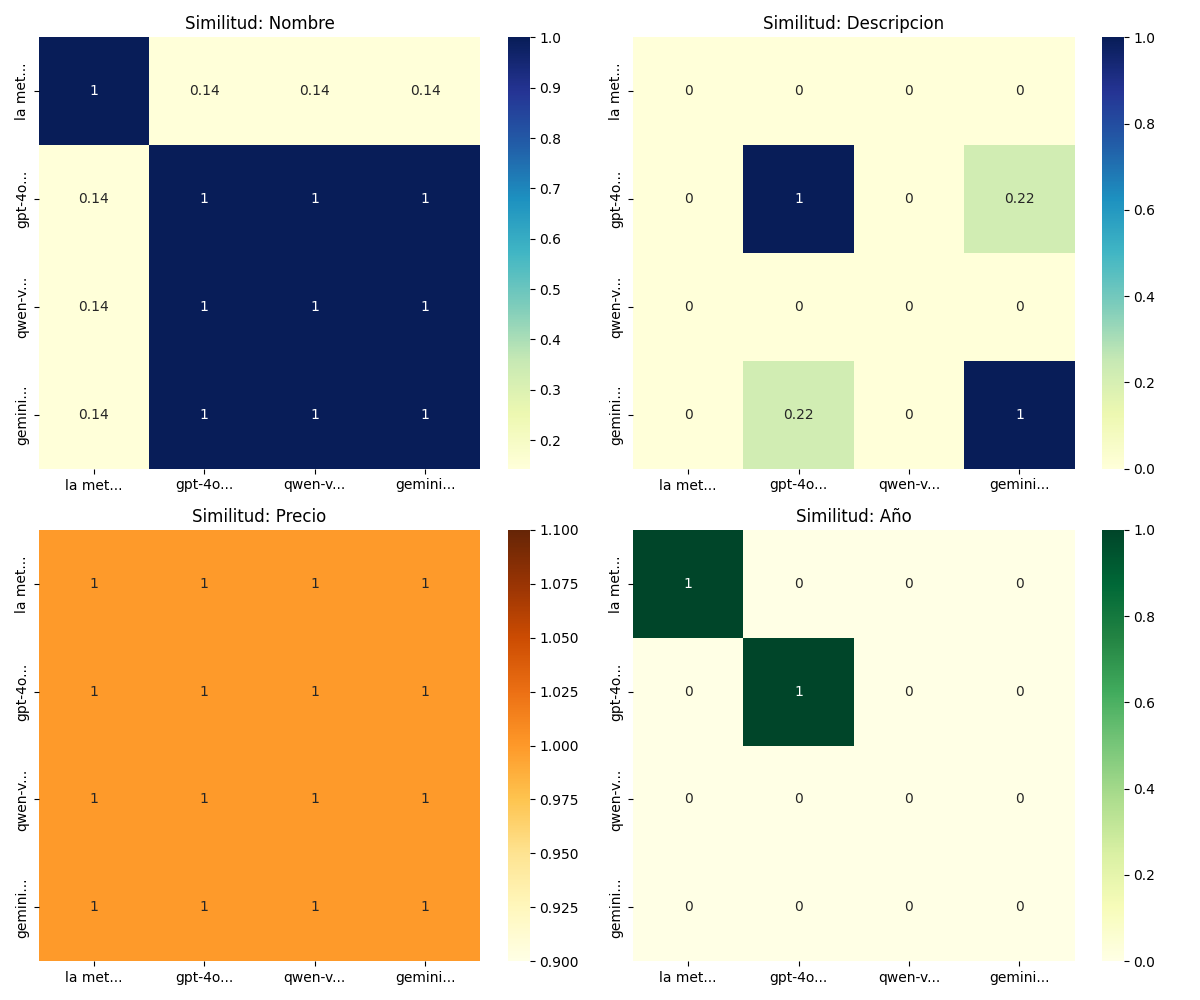 Similitud: Nombre
la met...
gpt-4o...
qwen-v...
gemini...
1 0.14 0.14 0.14
0.14 1 1 1
0.14 1 1 1
0.14 1 1 1
la met... gpt-4o... qwen-v... gemini...
1.0
0.9
0.8
0.7
0.6
0.5
0.4
0.3
0.2
Similitud: Descripcion
la met...
gpt-4o...
qwen-v...
gemini...
0 0 0 0
0 1 0 0.22
0 0 0 0
0 0.22 0 1
la met... gpt-4o... qwen-v... gemini...
1.0
0.8
0.6
0.4
0.2
0.0
Similitud: Precio
la met...
gpt-4o...
qwen-v...
gemini...
1 1 1 1
1 1 1 1
1 1 1 1
1 1 1 1
la met... gpt-4o... qwen-v... gemini...
1.100
1.075
1.050
1.025
1.000
0.975
0.950
0.925
0.900
Similitud: Año
la met...
gpt-4o...
qwen-v...
gemini...
1 0 0 0
0 1 0 0
0 0 0 0
0 0 0 0
la met... gpt-4o... qwen-v... gemini...
1.0
0.8
0.6
0.4
0.2
0.0